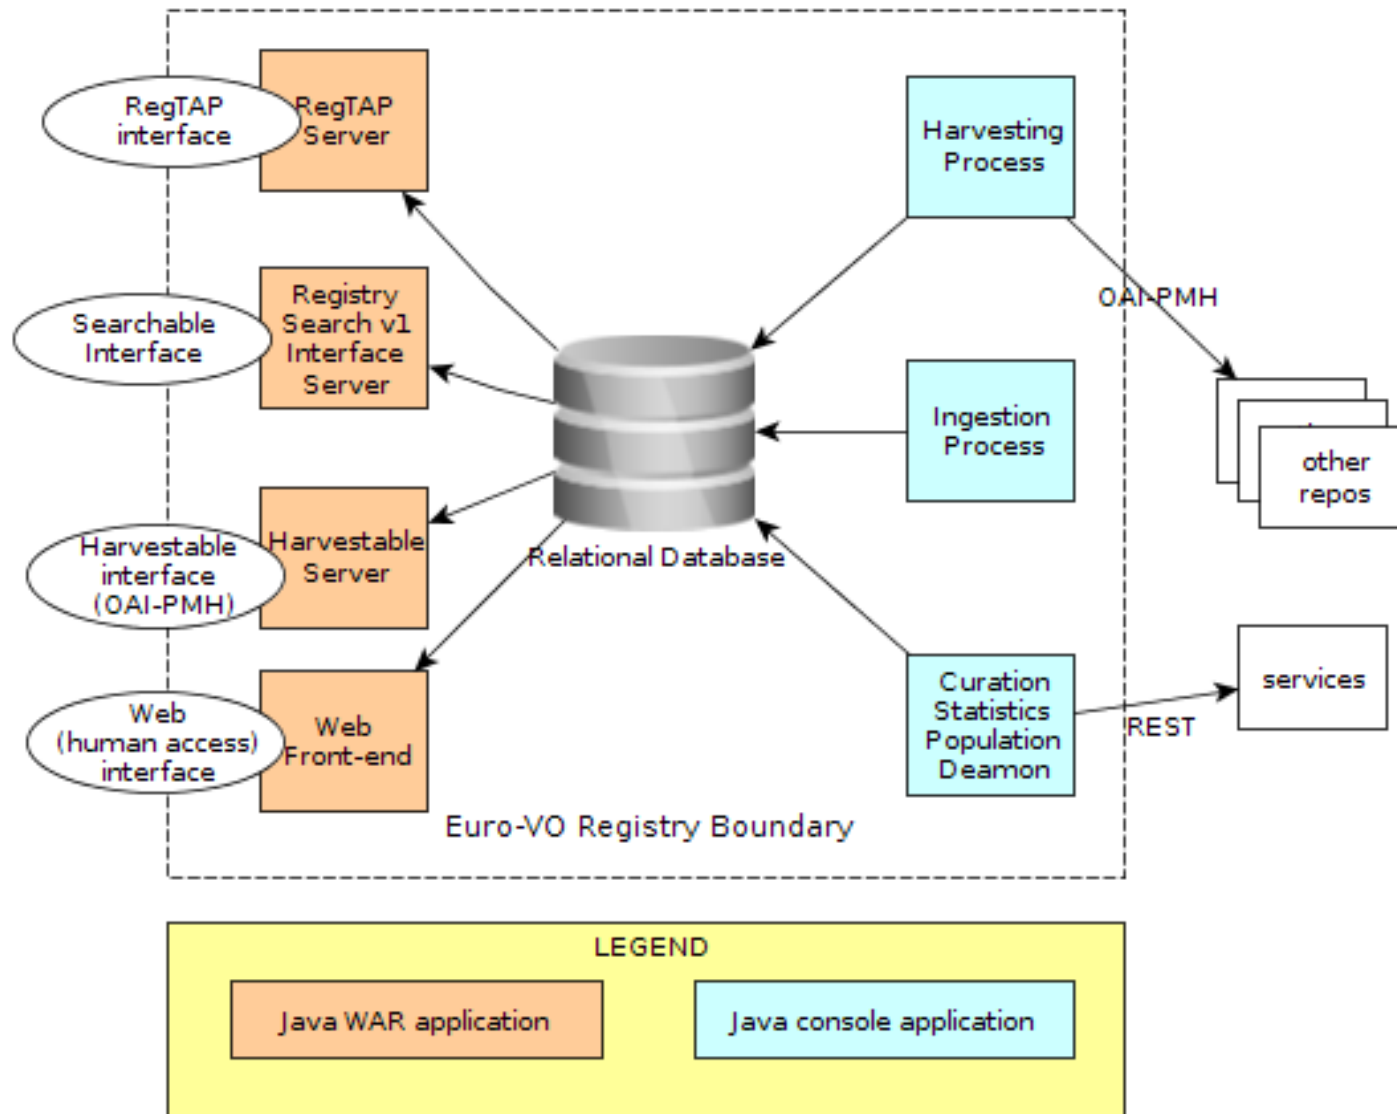 RegTAP
interface
RegTAP
Server
Harvesting
Process
OAI-PMH
Searchable
Interface
Registry
Search v1
Interface
Server
Ingestion
Process
other
repos
Harvestable
interface
(OAI-PMH)
Harvestable
Server
Relational Database
Web
(human access)
interface
Web
Front-end
Curation
Statistics
Population
Deamon
REST
services
Euro-VO Registry Boundary
LEGEND
Java WAR application
Java console application